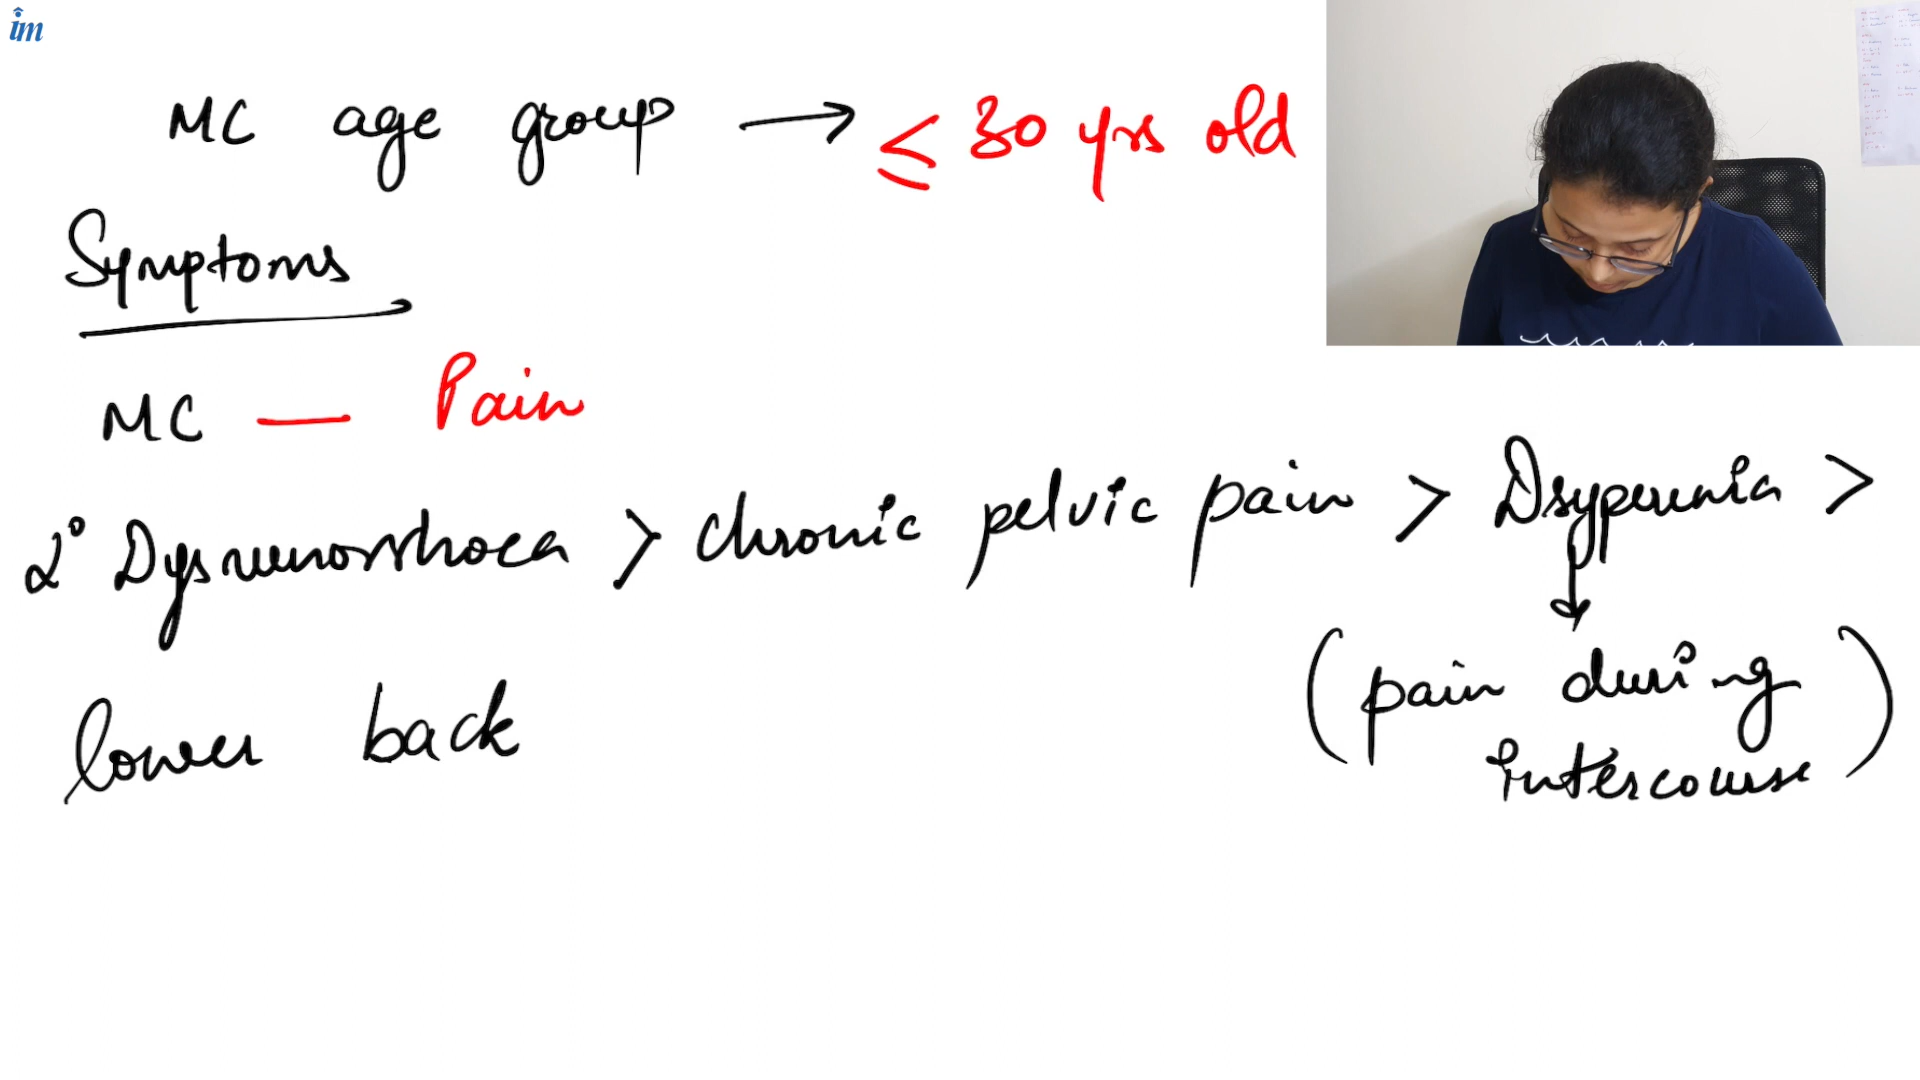 im
MC age group → ≤ 30 yrs old
Symptoms
MC — Pain
2° Dysmenorrhoea > chronic pelvic pain > Dsyperunia >
(pain during
intercourse)
lower back